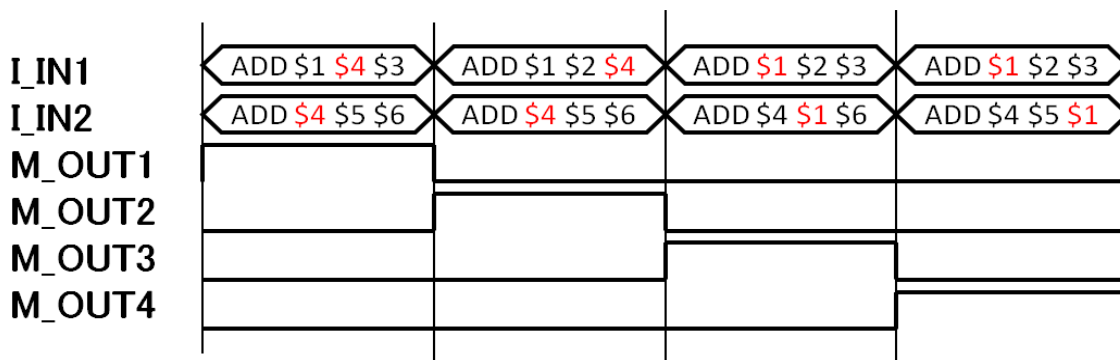 I_IN1 ADD $1 $4 $3 ADD $1 $2 $4 ADD $1 $2 $3 ADD $1 $2 $3
I_IN2 ADD $4 $5 $6 ADD $4 $5 $6 ADD $4 $1 $6 ADD $4 $5 $1
M_OUT1
M_OUT2
M_OUT3
M_OUT4